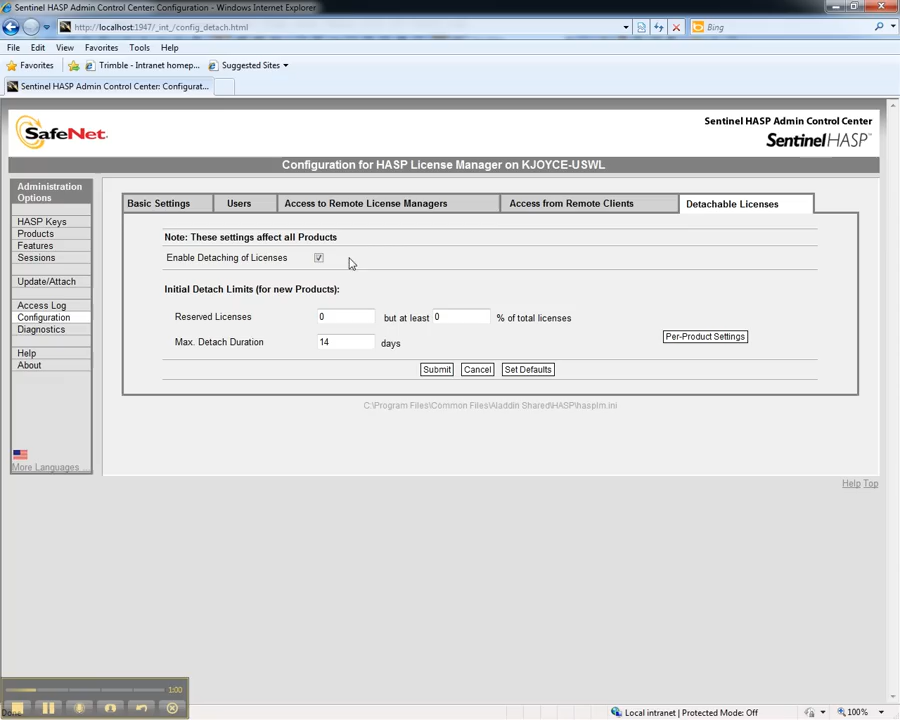 Sentinel HASP Admin Control Center: Configuration - Windows Internet Explorer
http://localhost:1947/_int_/config_detach.html
Bing
File Edit View Favorites Tools Help
Favorites Trimble - Intranet homep... Suggested Sites
Sentinel HASP Admin Control Center: Configurat...
SafeNet.
Sentinel HASP Admin Control Center
SentinelHASP™
Configuration for HASP License Manager on KJOYCE-USWL
Administration
Options
HASP Keys
Products
Features
Sessions
Update/Attach
Access Log
Configuration
Diagnostics
Help
About
More Languages
Basic Settings Users Access to Remote License Managers Access from Remote Clients Detachable Licenses
Note: These settings affect all Products
Enable Detaching of Licenses
Initial Detach Limits (for new Products):
Reserved Licenses 0 but at least 0 % of total licenses
Max. Detach Duration 14 days
Per-Product Settings
Submit Cancel Set Defaults
C:\Program Files\Common Files\Aladdin Shared\HASP\hasplm.ini
Help Top
1:00
Done
Local intranet | Protected Mode: Off
100%